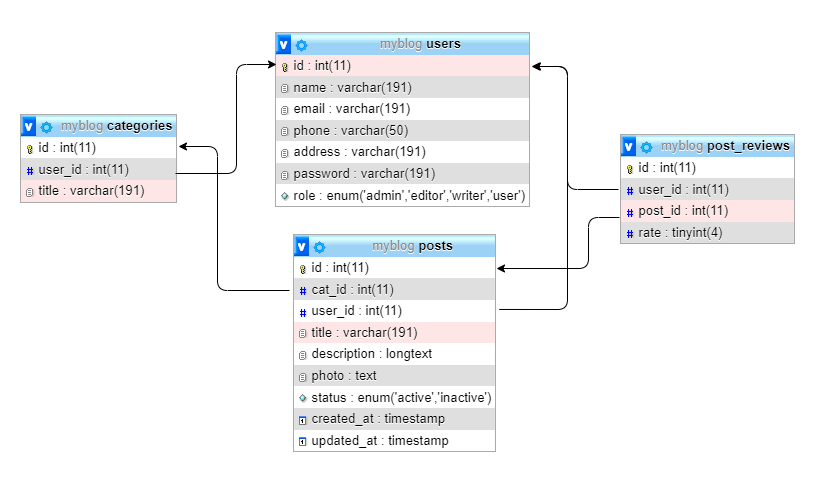 v myblog users
id : int(11)
name : varchar(191)
email : varchar(191)
phone : varchar(50)
address : varchar(191)
password : varchar(191)
role : enum('admin','editor','writer','user')
v myblog categories
id : int(11)
# user_id : int(11)
title : varchar(191)
v myblog post_reviews
id : int(11)
# user_id : int(11)
# post_id : int(11)
# rate : tinyint(4)
v myblog posts
id : int(11)
# cat_id : int(11)
# user_id : int(11)
title : varchar(191)
description : longtext
photo : text
status : enum('active','inactive')
created_at : timestamp
updated_at : timestamp